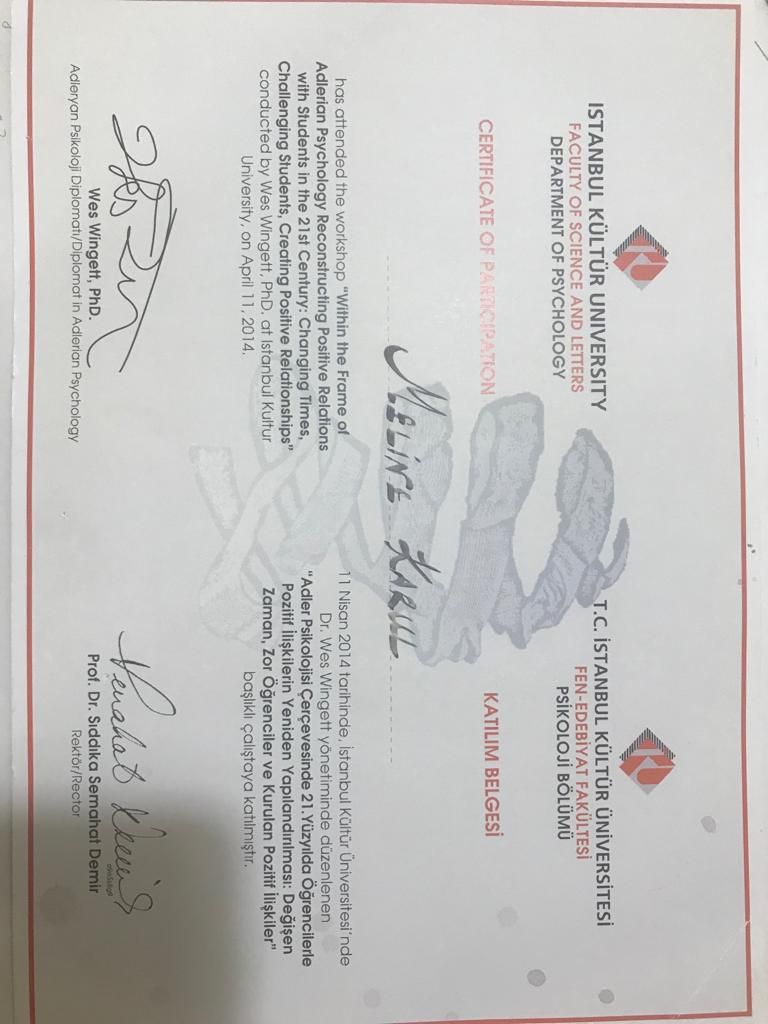 ISTANBUL KÜLTÜR UNIVERSITY
FACULTY OF SCIENCE AND LETTERS
DEPARTMENT OF PSYCHOLOGY
CERTIFICATE OF PARTICIPATION
T.C. İSTANBUL KÜLTÜR ÜNİVERSİTESİ
FEN-EDEBİYAT FAKÜLTESİ
PSİKOLOJİ BÖLÜMÜ
KATILIM BELGESİ
MELİNE KARUL
has attended the workshop "Within the Frame of
Adlerian Psychology Reconstructing Positive Relations
with Students in the 21st Century: Changing Times,
Challenging Students, Creating Positive Relationships"
conducted by Wes Wingett, PhD. at Istanbul Kultur
University, on April 11, 2014.
11 Nisan 2014 tarihinde, İstanbul Kültür Üniversitesi'nde
Dr. Wes Wingett yönetiminde düzenlenen
"Adler Psikolojisi Çerçevesinde 21.Yüzyılda Öğrencilerle
Pozitif İlişkilerin Yeniden Yapılandırılması: Değişen
Zaman, Zor Öğrenciler ve Kurulan Pozitif İlişkiler"
başlıklı çalıştaya katılmıştır.
Wes Wingett, PhD.
Adleryan Psikoloji Diplomatı/Diplomat in Adlerian Psychology
Prof. Dr. Sıddıka Semahat Demir
Rektör/Rector